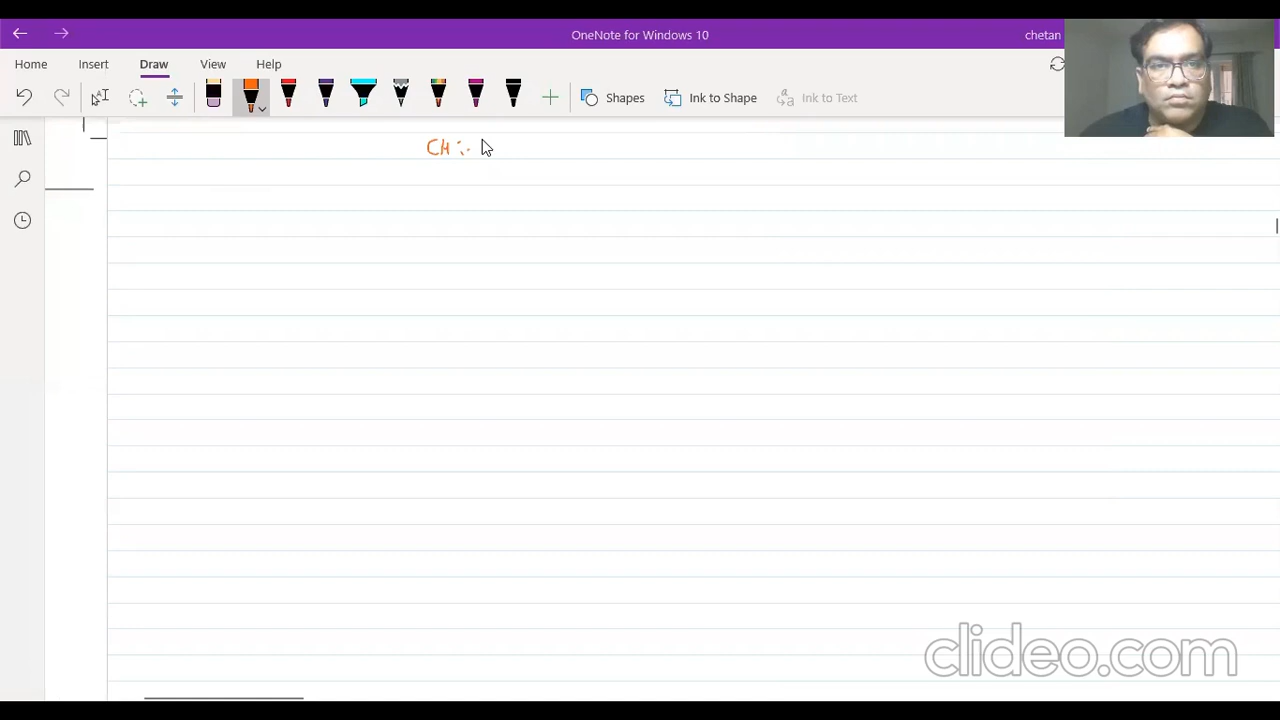 OneNote for Windows 10
chetan
Home Insert Draw View Help
Shapes Ink to Shape Ink to Text
CH :-
clideo.com